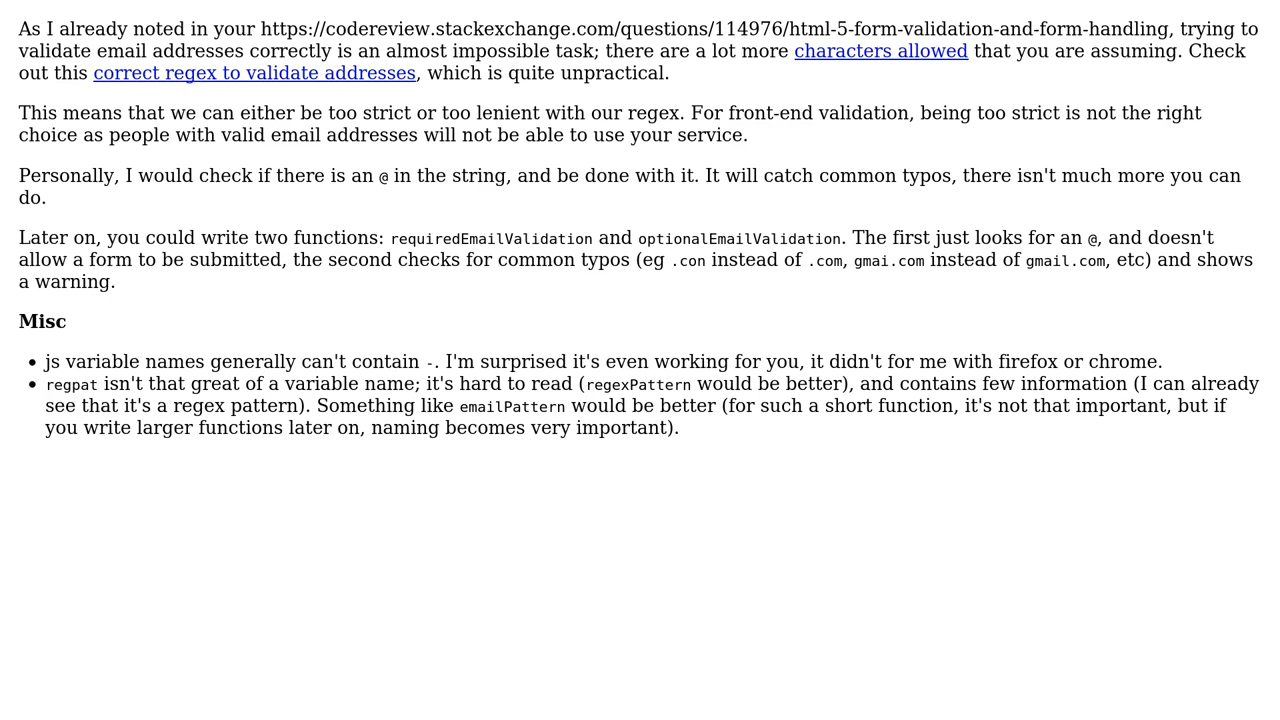 As I already noted in your https://codereview.stackexchange.com/questions/114976/html-5-form-validation-and-form-handling, trying to
validate email addresses correctly is an almost impossible task; there are a lot more characters allowed that you are assuming. Check
out this correct regex to validate addresses, which is quite unpractical.
This means that we can either be too strict or too lenient with our regex. For front-end validation, being too strict is not the right
choice as people with valid email addresses will not be able to use your service.
Personally, I would check if there is an @ in the string, and be done with it. It will catch common typos, there isn't much more you can
do.
Later on, you could write two functions: requiredEmailValidation and optionalEmailValidation. The first just looks for an @, and doesn't
allow a form to be submitted, the second checks for common typos (eg .con instead of .com, gmai.com instead of gmail.com, etc) and shows
a warning.
Misc
• js variable names generally can't contain -. I'm surprised it's even working for you, it didn't for me with firefox or chrome.
• regpat isn't that great of a variable name; it's hard to read (regexPattern would be better), and contains few information (I can already
see that it's a regex pattern). Something like emailPattern would be better (for such a short function, it's not that important, but if
you write larger functions later on, naming becomes very important).